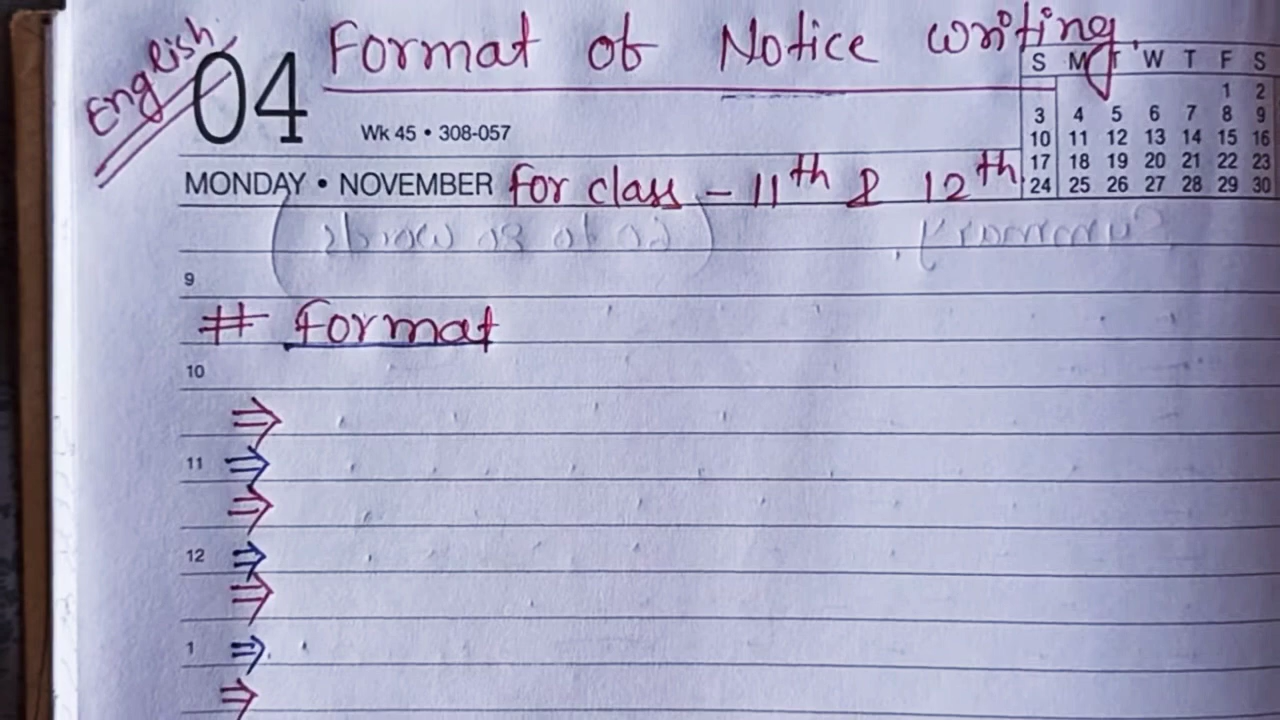 English
Format of Notice writing.
04
Wk 45 • 308-057
S M T W T F S
1 2
3 4 5 6 7 8 9
10 11 12 13 14 15 16
17 18 19 20 21 22 23
24 25 26 27 28 29 30
MONDAY • NOVEMBER for class - 11th & 12th
9
# Format
10
⇒
11 ⇒
⇒
12 ⇒
⇒
1 ⇒
⇒